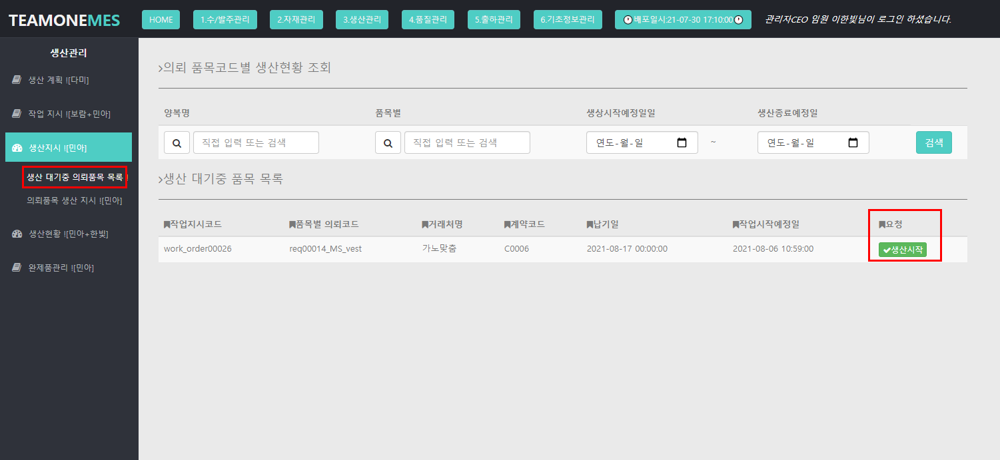 TEAMONEMES HOME 1.수/발주관리 2.자재관리 3.생산관리 4.품질관리 5.출하관리 6.기초정보관리 배포일시:21-07-30 17:10:00 관리자CEO 임원 이한빛님이 로그인 하셨습니다.
생산관리
생산 계획 ![다미]
작업 지시 ![보람+민아]
생산지시 ![민아]
생산 대기중 의뢰품목 목록 !
의뢰품목 생산 지시 ![민아]
생산현황 ![민아+한빛]
완제품관리 ![민아]
의뢰 품목코드별 생산현황 조회
양복명 품목별 생상시작예정일일 생산종료예정일
직접 입력 또는 검색 직접 입력 또는 검색 연도-월-일 ~ 연도-월-일 검색
생산 대기중 품목 목록
작업지시코드 품목별 의뢰코드 거래처명 계약코드 납기일 작업시작예정일 요청
work_order00026 req00014_MS_vest 가노맞춤 C0006 2021-08-17 00:00:00 2021-08-06 10:59:00 생산시작